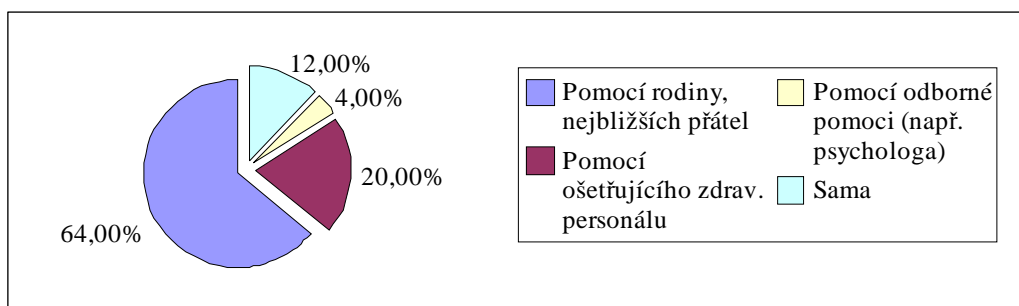 12,00%
4,00%
20,00%
64,00%
Pomocí rodiny,
nejbližších přátel
Pomocí
ošetřujícího zdrav.
personálu
Pomocí odborné
pomoci (např.
psychologa)
Sama